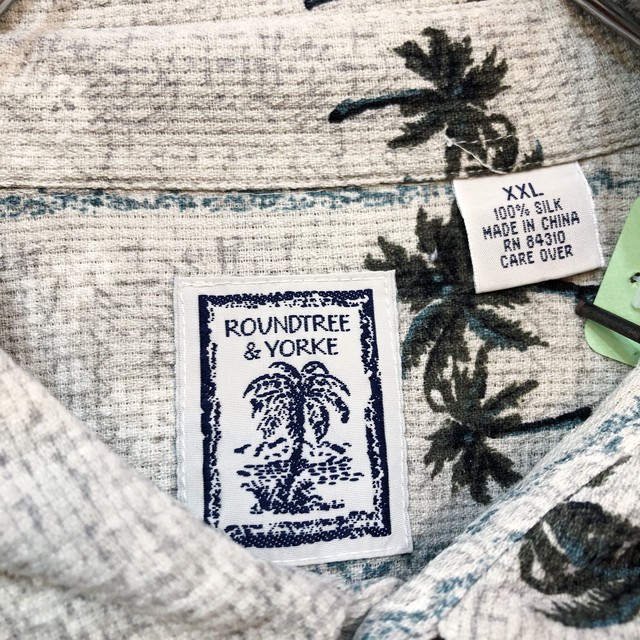 XXL
100% SILK
MADE IN CHINA
RN 84310
CARE OVER
ROUNDTREE
& YORKE